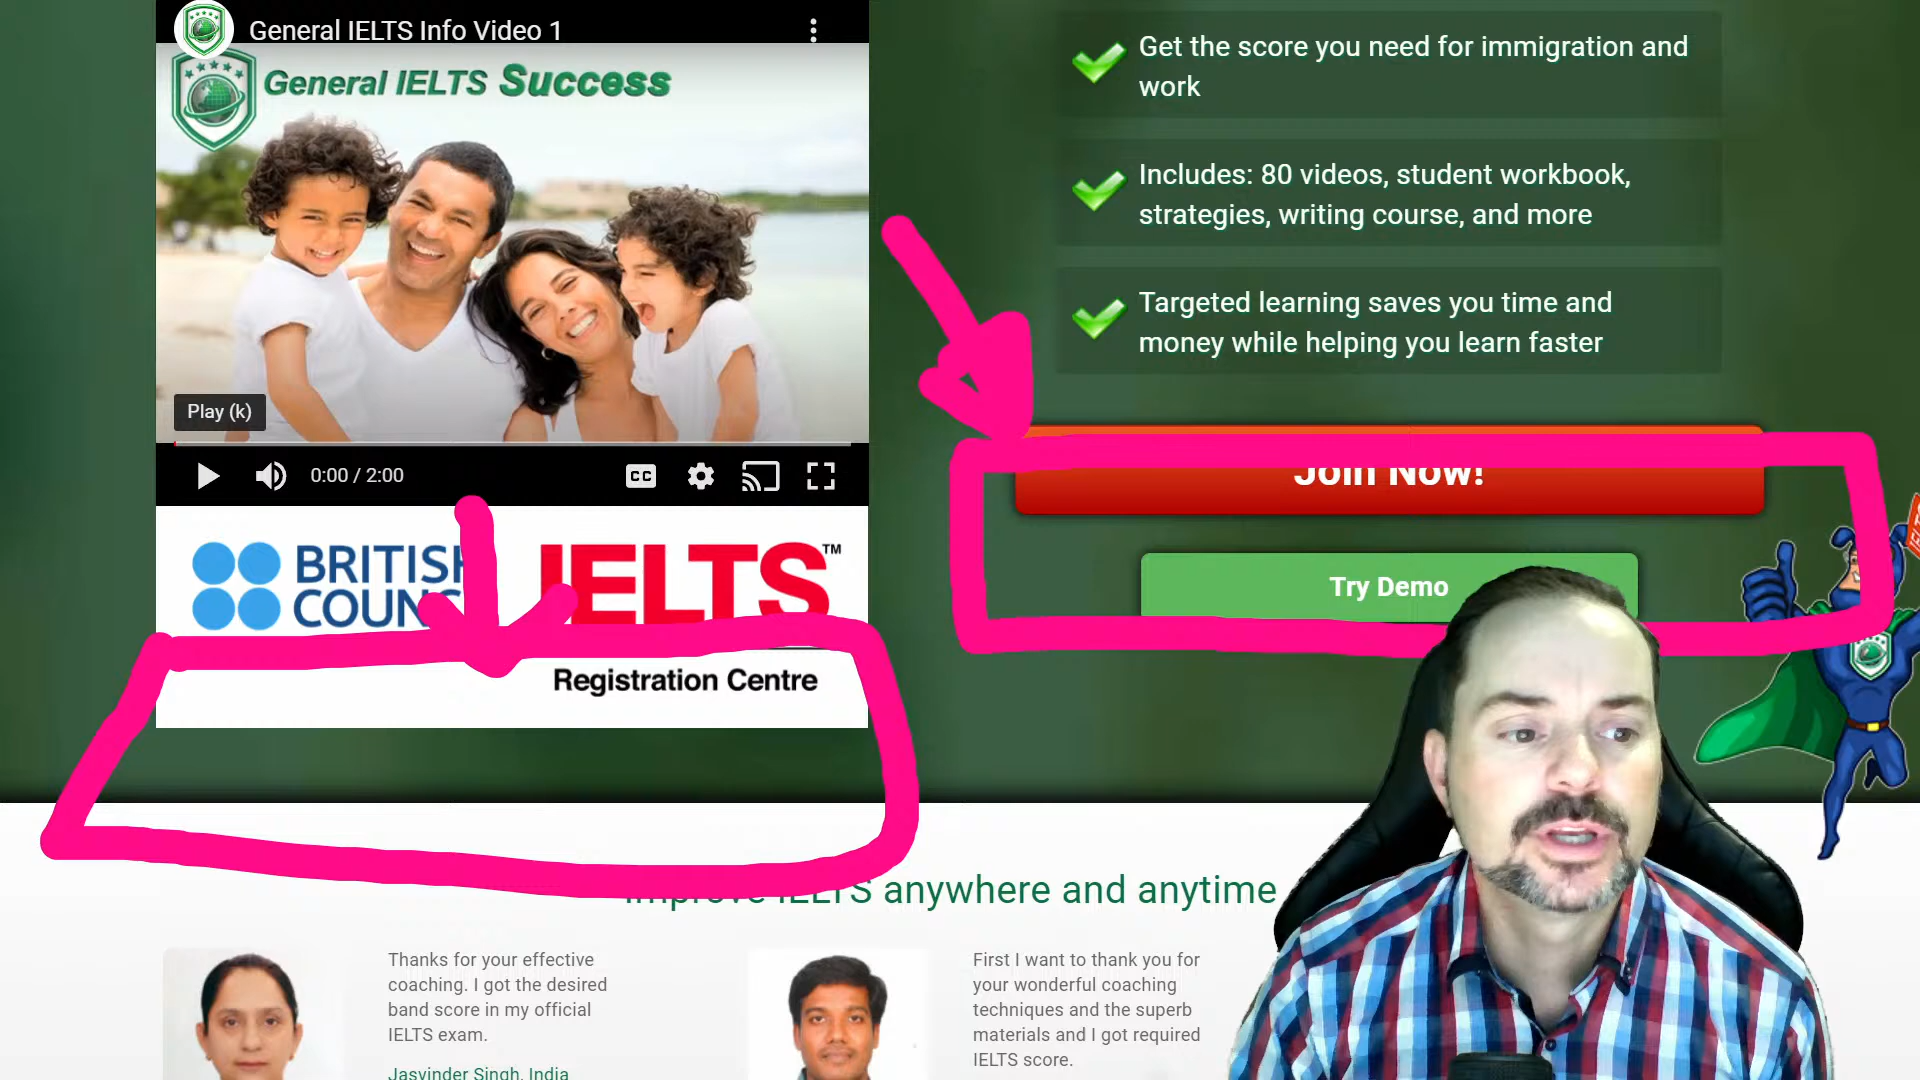 General IELTS Info Video 1
General IELTS Success
Play (k)
0:00 / 2:00
CC
BRITISH
COUNC
IELTS™
Registration Centre
Get the score you need for immigration and
work
Includes: 80 videos, student workbook,
strategies, writing course, and more
Targeted learning saves you time and
money while helping you learn faster
Join Now!
Try Demo
IELTS
Improve IELTS anywhere and anytime
Thanks for your effective
coaching. I got the desired
band score in my official
IELTS exam.
Jasvinder Singh, India
First I want to thank you for
your wonderful coaching
techniques and the superb
materials and I got required
IELTS score.